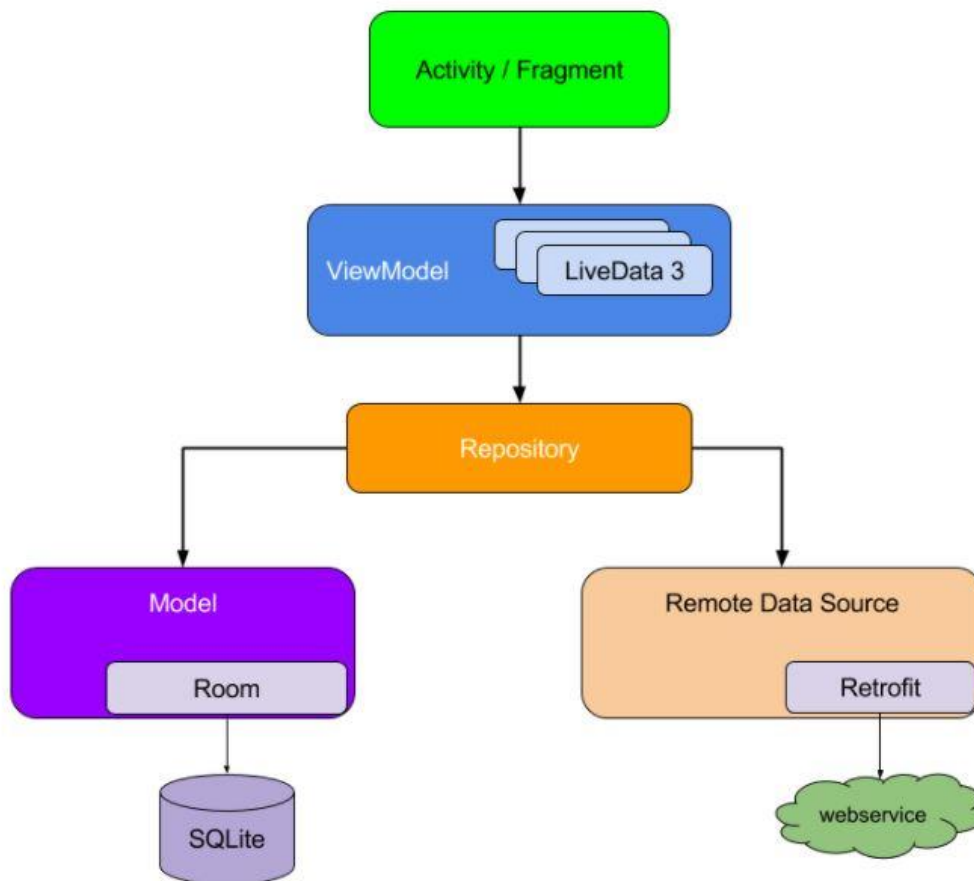 Activity / Fragment
ViewModel
LiveData 3
Repository
Model
Remote Data Source
Room
Retrofit
SQLite
webservice